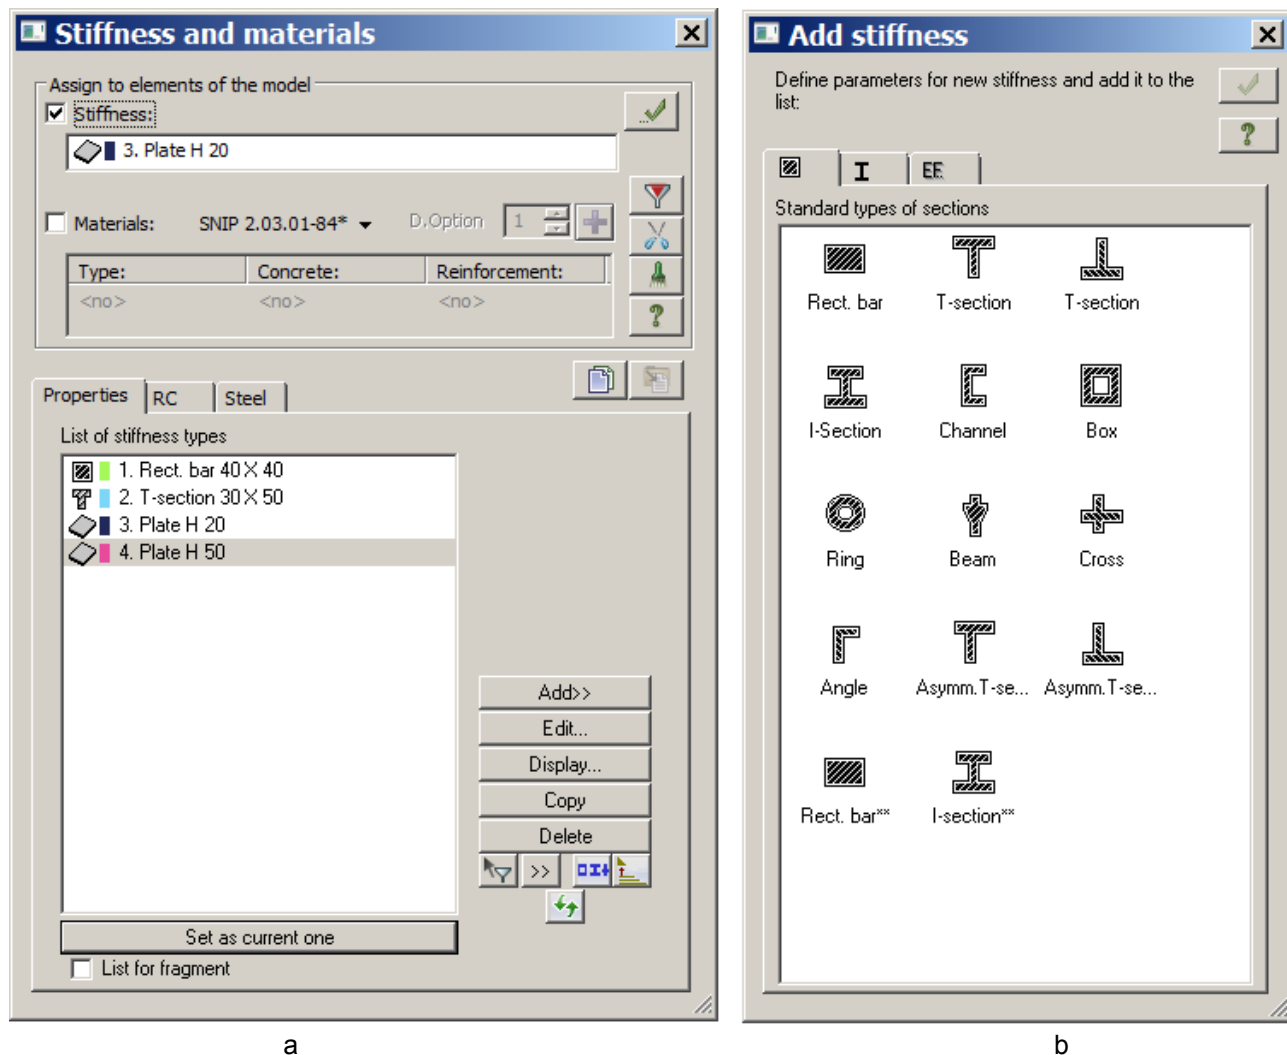 Stiffness and materials
Assign to elements of the model
Stiffness:
3. Plate H 20
Materials: SNIP 2.03.01-84* D.Option 1
Type: Concrete: Reinforcement:
<no> <no> <no>
Properties RC Steel
List of stiffness types
1. Rect. bar 40 X 40
2. T-section 30 X 50
3. Plate H 20
4. Plate H 50
Add>>
Edit...
Display...
Copy
Delete
>>
Set as current one
List for fragment
a
Add stiffness
Define parameters for new stiffness and add it to the
list:
I EE
Standard types of sections
Rect. bar T-section T-section
I-Section Channel Box
Ring Beam Cross
Angle Asymm.T-se... Asymm.T-se...
Rect. bar** I-section**
b